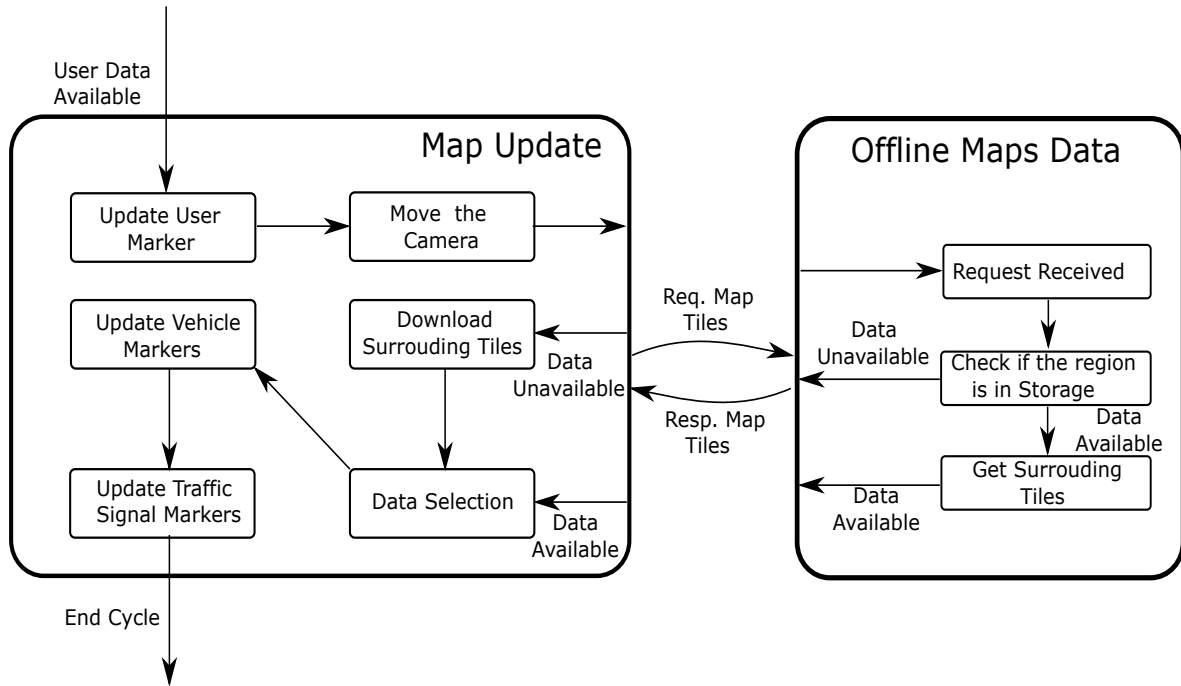 User Data
Available
Map Update
Offline Maps Data
Update User
Marker
Move the
Camera
Request Received
Update Vehicle
Markers
Download
Surrouding Tiles
Data
Unavailable
Req. Map
Tiles
Resp. Map
Tiles
Data
Unavailable
Check if the region
is in Storage
Data
Available
Update Traffic
Signal Markers
Data Selection
Data
Available
Data
Available
Get Surrouding
Tiles
End Cycle